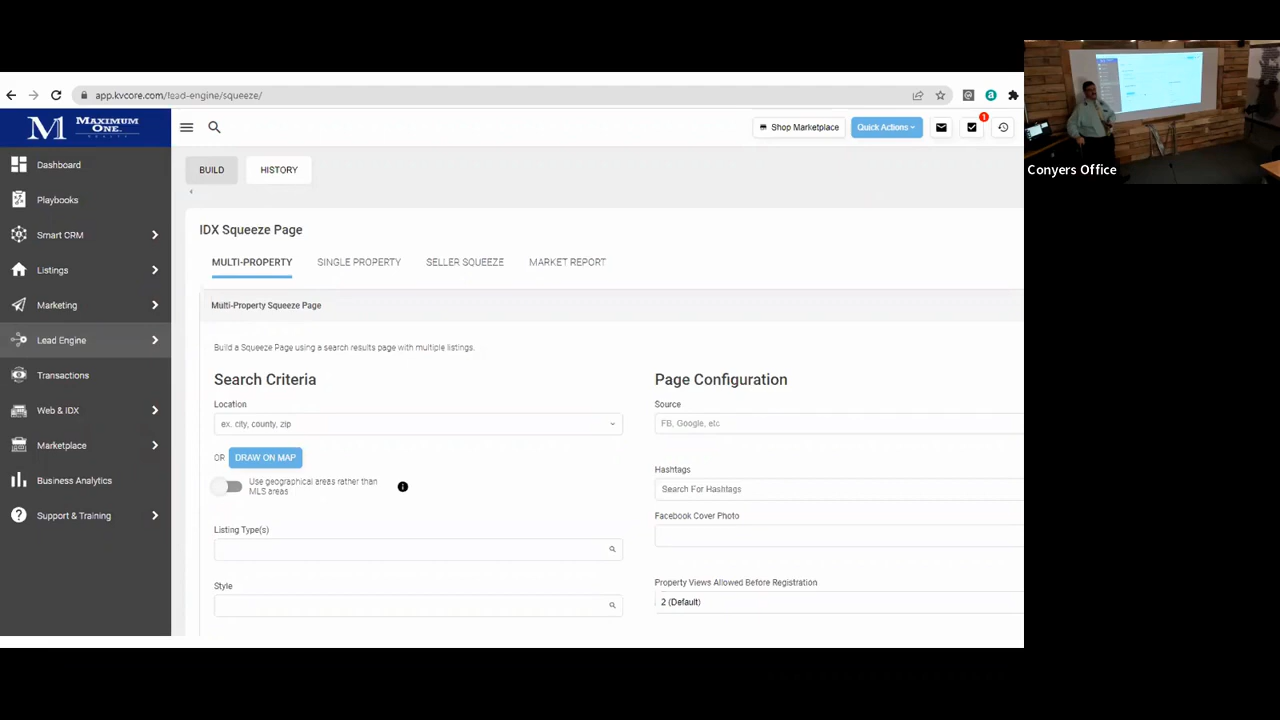 app.kvcore.com/lead-engine/squeeze/
M MAXIMUM
ONE
REALTY
Shop Marketplace
Quick Actions
1
Dashboard
Playbooks
Smart CRM
Listings
Marketing
Lead Engine
Transactions
Web & IDX
Marketplace
Business Analytics
Support & Training
BUILD
HISTORY
IDX Squeeze Page
MULTI-PROPERTY
SINGLE PROPERTY
SELLER SQUEEZE
MARKET REPORT
Multi-Property Squeeze Page
Build a Squeeze Page using a search results page with multiple listings.
Search Criteria
Location
ex. city, county, zip
OR DRAW ON MAP
Use geographical areas rather than
MLS areas
Listing Type(s)
Style
Page Configuration
Source
FB, Google, etc
Hashtags
Search For Hashtags
Facebook Cover Photo
Property Views Allowed Before Registration
2 (Default)
Conyers Office